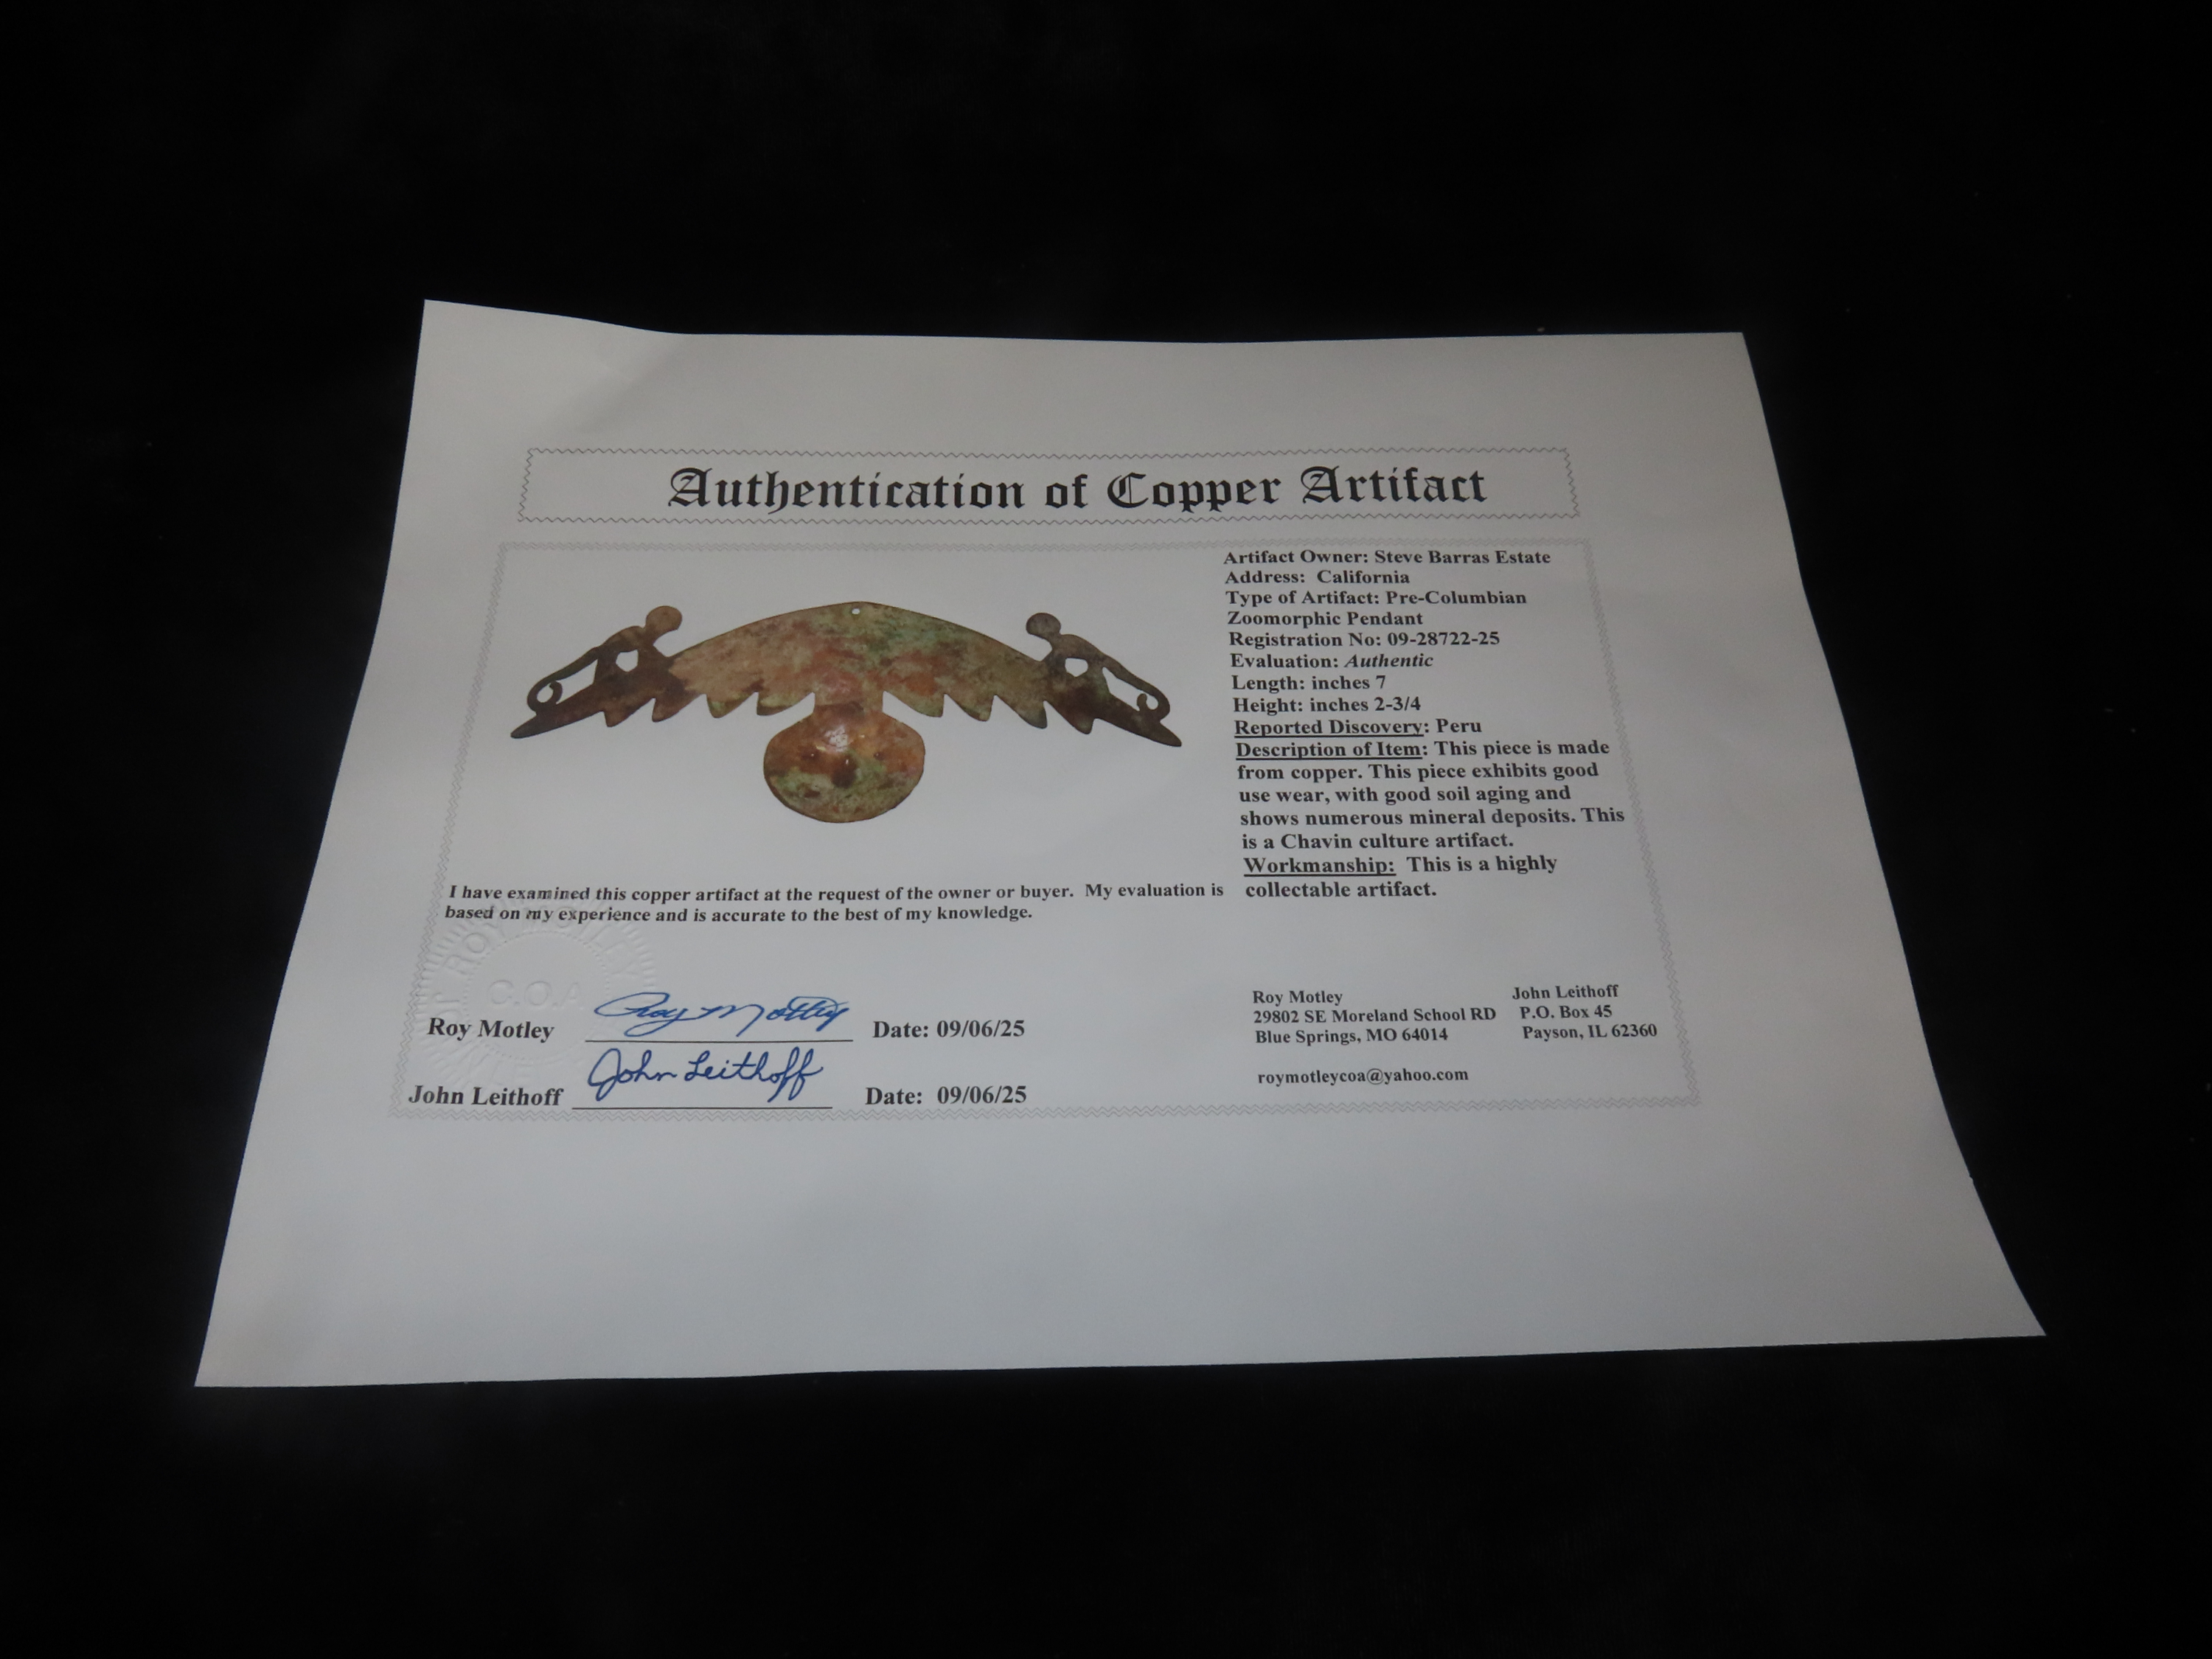 Authentication of Copper Artifact
Artifact Owner: Steve Barras Estate
Address: California
Type of Artifact: Pre-Columbian
Zoomorphic Pendant
Registration No: 09-28722-25
Evaluation: Authentic
Length: inches 7
Height: inches 2-3/4
Reported Discovery: Peru
Description of Item: This piece is made
from copper. This piece exhibits good
use wear, with good soil aging and
shows numerous mineral deposits. This
is a Chavin culture artifact.
Workmanship: This is a highly
collectable artifact.
I have examined this copper artifact at the request of the owner or buyer. My evaluation is
based on my experience and is accurate to the best of my knowledge.
C.O.A
Roy Motley Roy Motley Date: 09/06/25
John Leithoff John Leithoff Date: 09/06/25
Roy Motley
29802 SE Moreland School RD
Blue Springs, MO 64014
roymotleycoa@yahoo.com
John Leithoff
P.O. Box 45
Payson, IL 62360